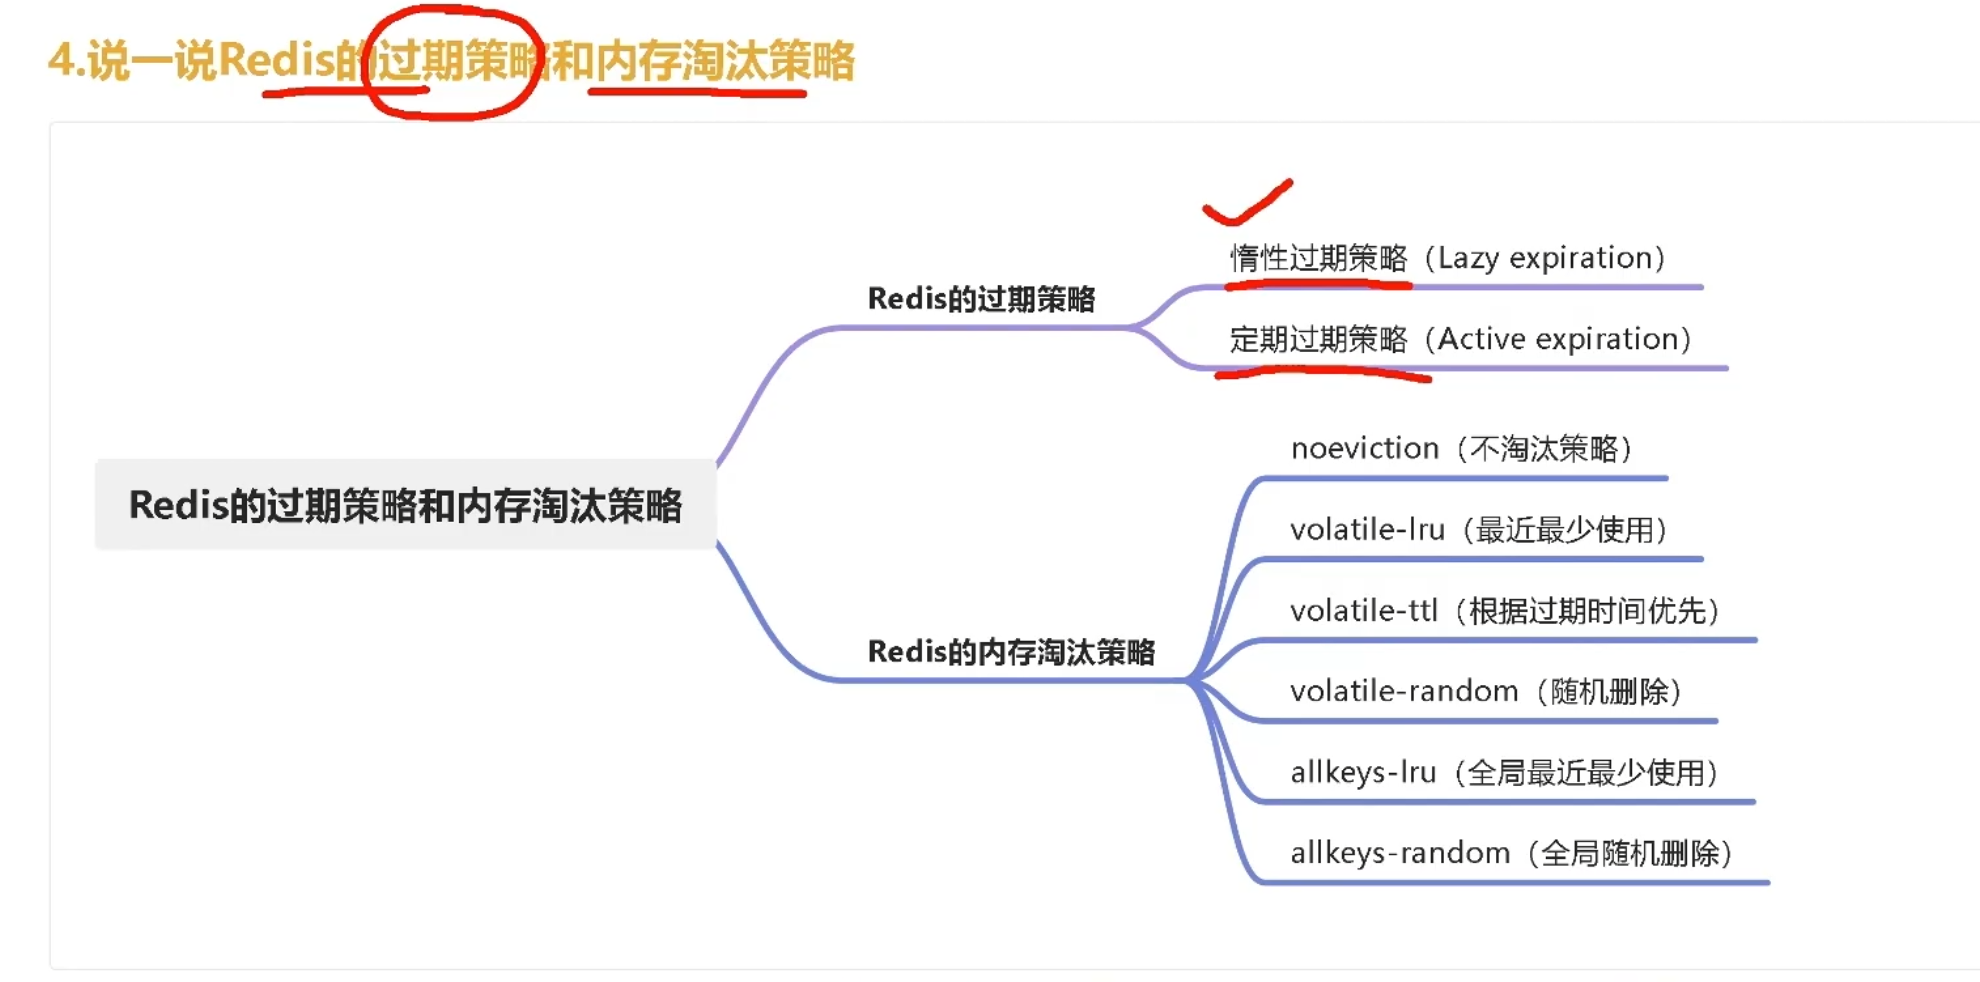 4.说一说Redis的过期策略和内存淘汰策略
Redis的过期策略和内存淘汰策略
Redis的过期策略
惰性过期策略（Lazy expiration）
定期过期策略（Active expiration）
Redis的内存淘汰策略
noeviction（不淘汰策略）
volatile-lru（最近最少使用）
volatile-ttl（根据过期时间优先）
volatile-random（随机删除）
allkeys-lru（全局最近最少使用）
allkeys-random（全局随机删除）